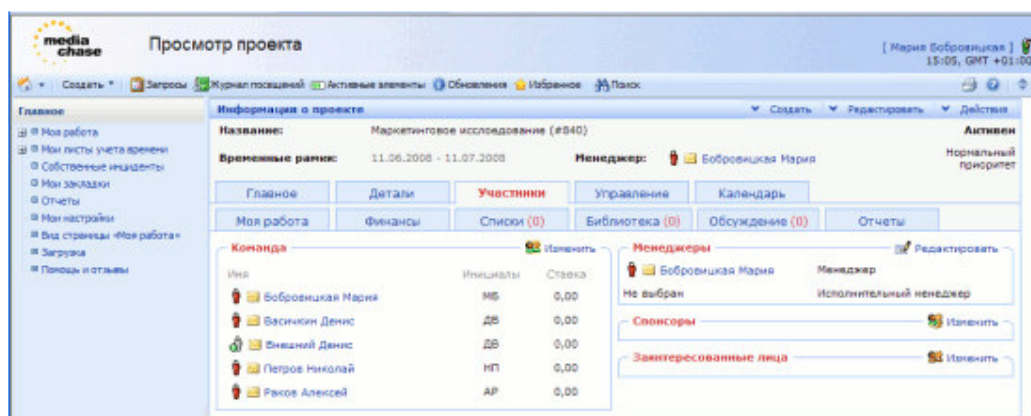 media
chase
Просмотр проекта
[ Мария Бобровицкая ]
15:05, GMT +01:00
Создать Запросы Журнал посещений Активные элементы Обновления Избранное Поиск
Главное
Моя работа
Мои листы учета времени
Собственные инциденты
Мои закладки
Отчеты
Мои настройки
Вид страницы «Моя работа»
Загрузка
Помощь и отзывы
Информация о проекте Создать Редактировать Действия
Название: Маркетинговое исслоедование (#840) Активен
Временные рамки: 11.06.2008 - 11.07.2008 Менеджер: Бобровицкая Мария Нормальный приоритет
Главное Детали Участники Управление Календарь
Моя работа Финансы Списки (0) Библиотека (0) Обсуждение (0) Отчеты
Команда Изменить
Имя Инициалы Ставка
Бобровицкая Мария МБ 0,00
Васичкин Денис ДВ 0,00
Внешний Денис ДВ 0,00
Петров Николай НП 0,00
Раков Алексей АР 0,00
Менеджеры Редактировать
Бобровицкая Мария Менеджер
Не выбран Исполнительный менеджер
Спонсоры Изменить
Заинтересованные лица Изменить